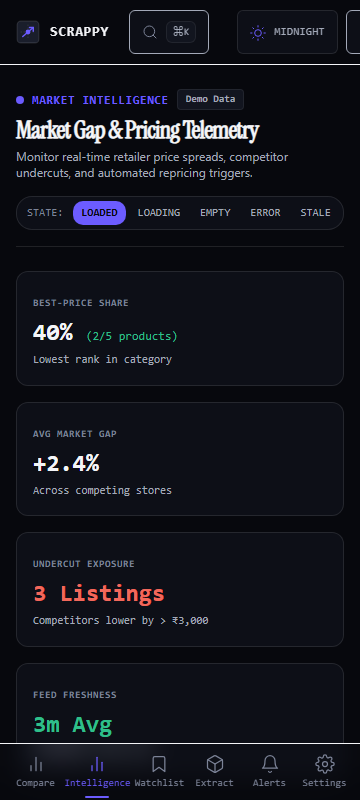 SCRAPPY
⌘K
MIDNIGHT
MARKET INTELLIGENCE
Demo Data
Market Gap & Pricing Telemetry
Monitor real-time retailer price spreads, competitor
undercuts, and automated repricing triggers.
STATE: LOADED LOADING EMPTY ERROR STALE
BEST-PRICE SHARE
40% (2/5 products)
Lowest rank in category
AVG MARKET GAP
+2.4%
Across competing stores
UNDERCUT EXPOSURE
3 Listings
Competitors lower by > ₹3,000
FEED FRESHNESS
3m Avg
Compare Intelligence Watchlist Extract Alerts Settings